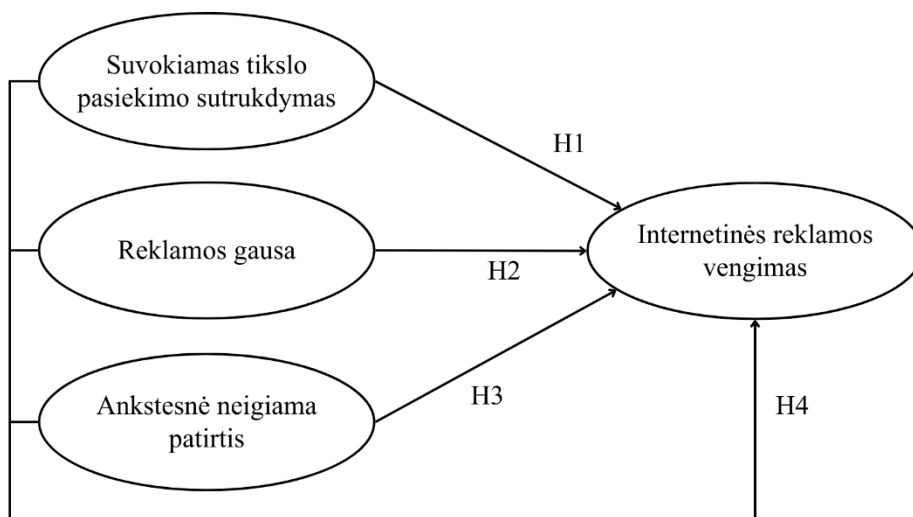 Suvokiamas tikslo
pasiekimo sutrukdymas
H1
Reklamos gausa
H2
Internetinės reklamos
vengimas
Ankstesnė neigiama
patirtis
H3
H4